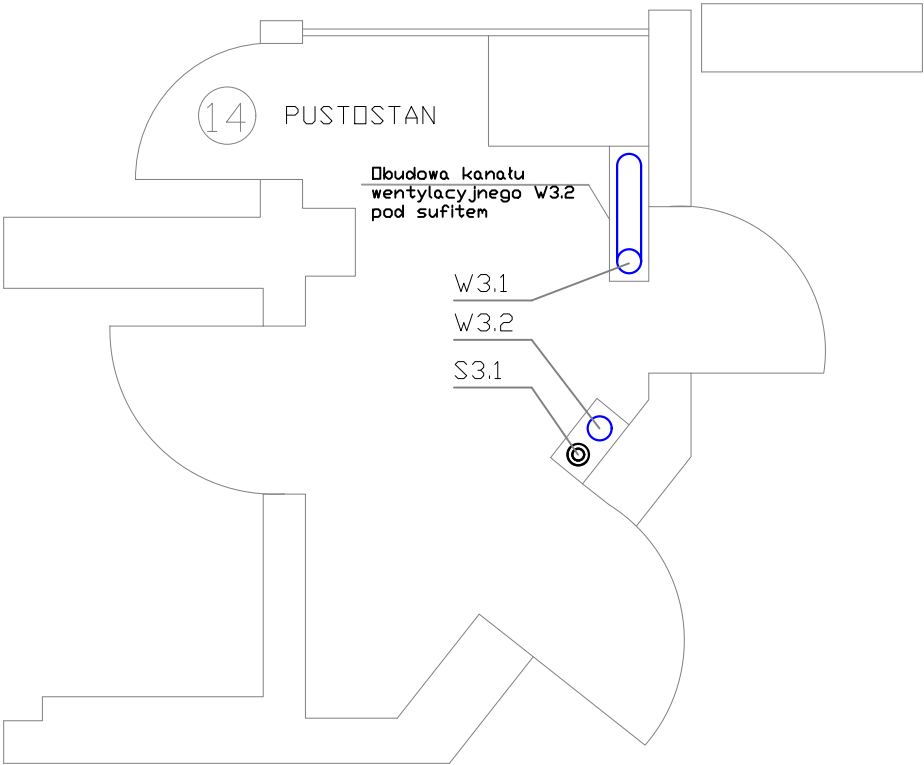 14 PUSTOSTAN
Obudowa kanału
wentylacyjnego W3.2
pod sufitem
W3.1
W3.2
S3.1